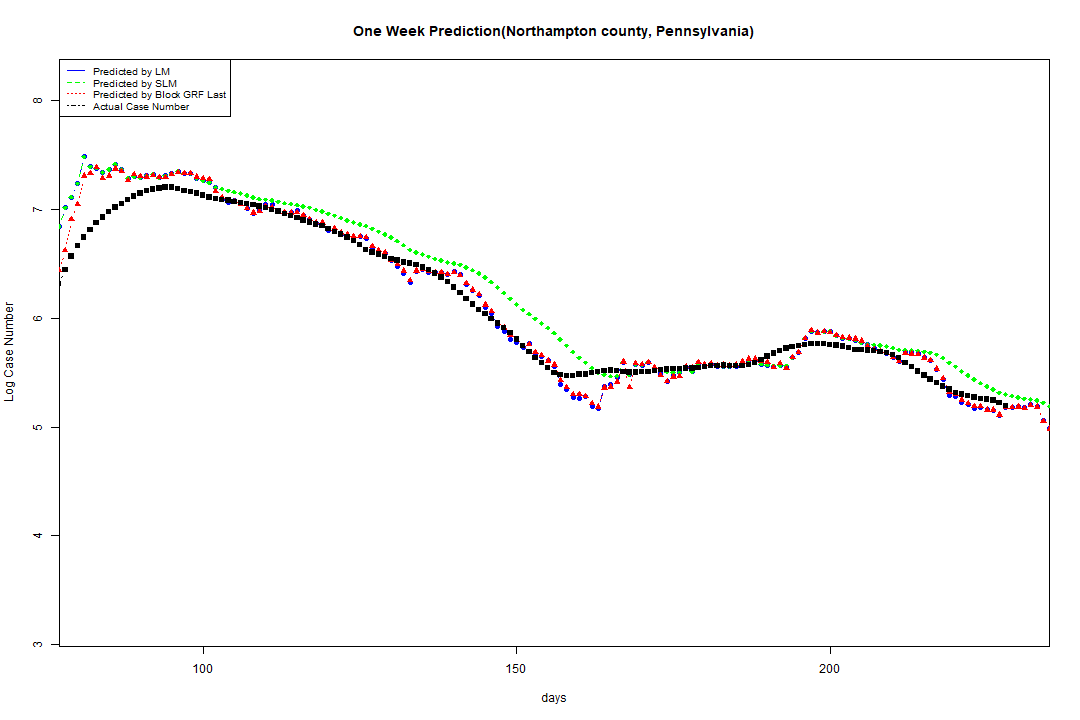 One Week Prediction(Northampton county, Pennsylvania)
Predicted by LM
Predicted by SLM
Predicted by Block GRF Last
Actual Case Number
8
7
6
5
4
3
Log Case Number
100 150 200
days